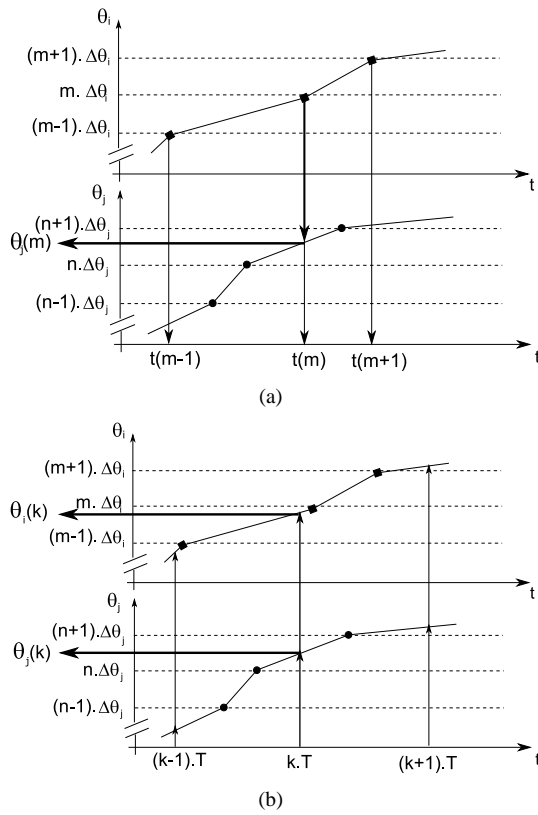 θi
(m+1). Δθi
m. Δθi
(m-1). Δθi
t
θj
(n+1). Δθj
θj(m)
n.Δθj
(n-1). Δθj
t
t(m-1)
t(m)
t(m+1)
(a)
θi
(m+1). Δθi
m. Δθi
θi(k)
(m-1). Δθi
t
θj
(n+1). Δθj
θj(k)
n. Δθj
(n-1). Δθj
t
(k-1).T
k.T
(k+1).T
(b)